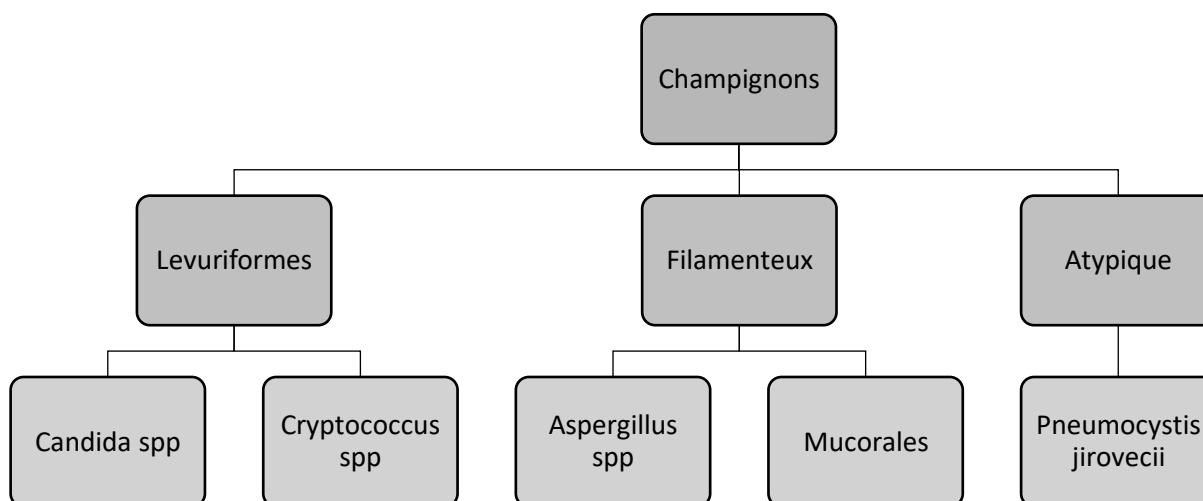 Champignons
Levuriformes
Filamenteux
Atypique
Candida spp
Cryptococcus
spp
Aspergillus
spp
Mucorales
Pneumocystis
jirovecii